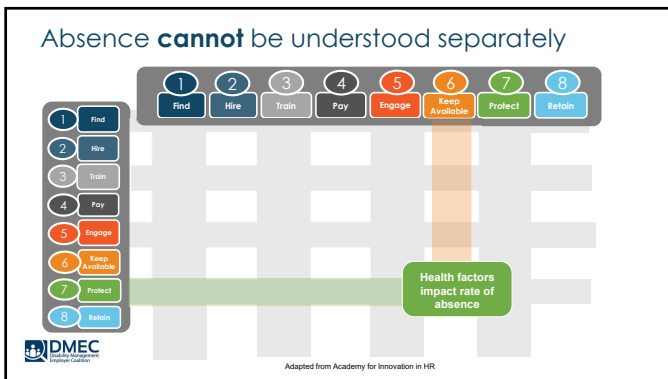 Absence cannot be understood separately
1
2
3
4
5
6
7
8
Find
Hire
Train
Pay
Engage
Keep
Available
Protect
Retain
1 Find
2 Hire
3 Train
4 Pay
5 Engage
6 Keep
Available
7 Protect
8 Retain
Health factors
impact rate of
absence
DMEC
Disability Management
Employer Coalition
Adapted from Academy for Innovation in HR